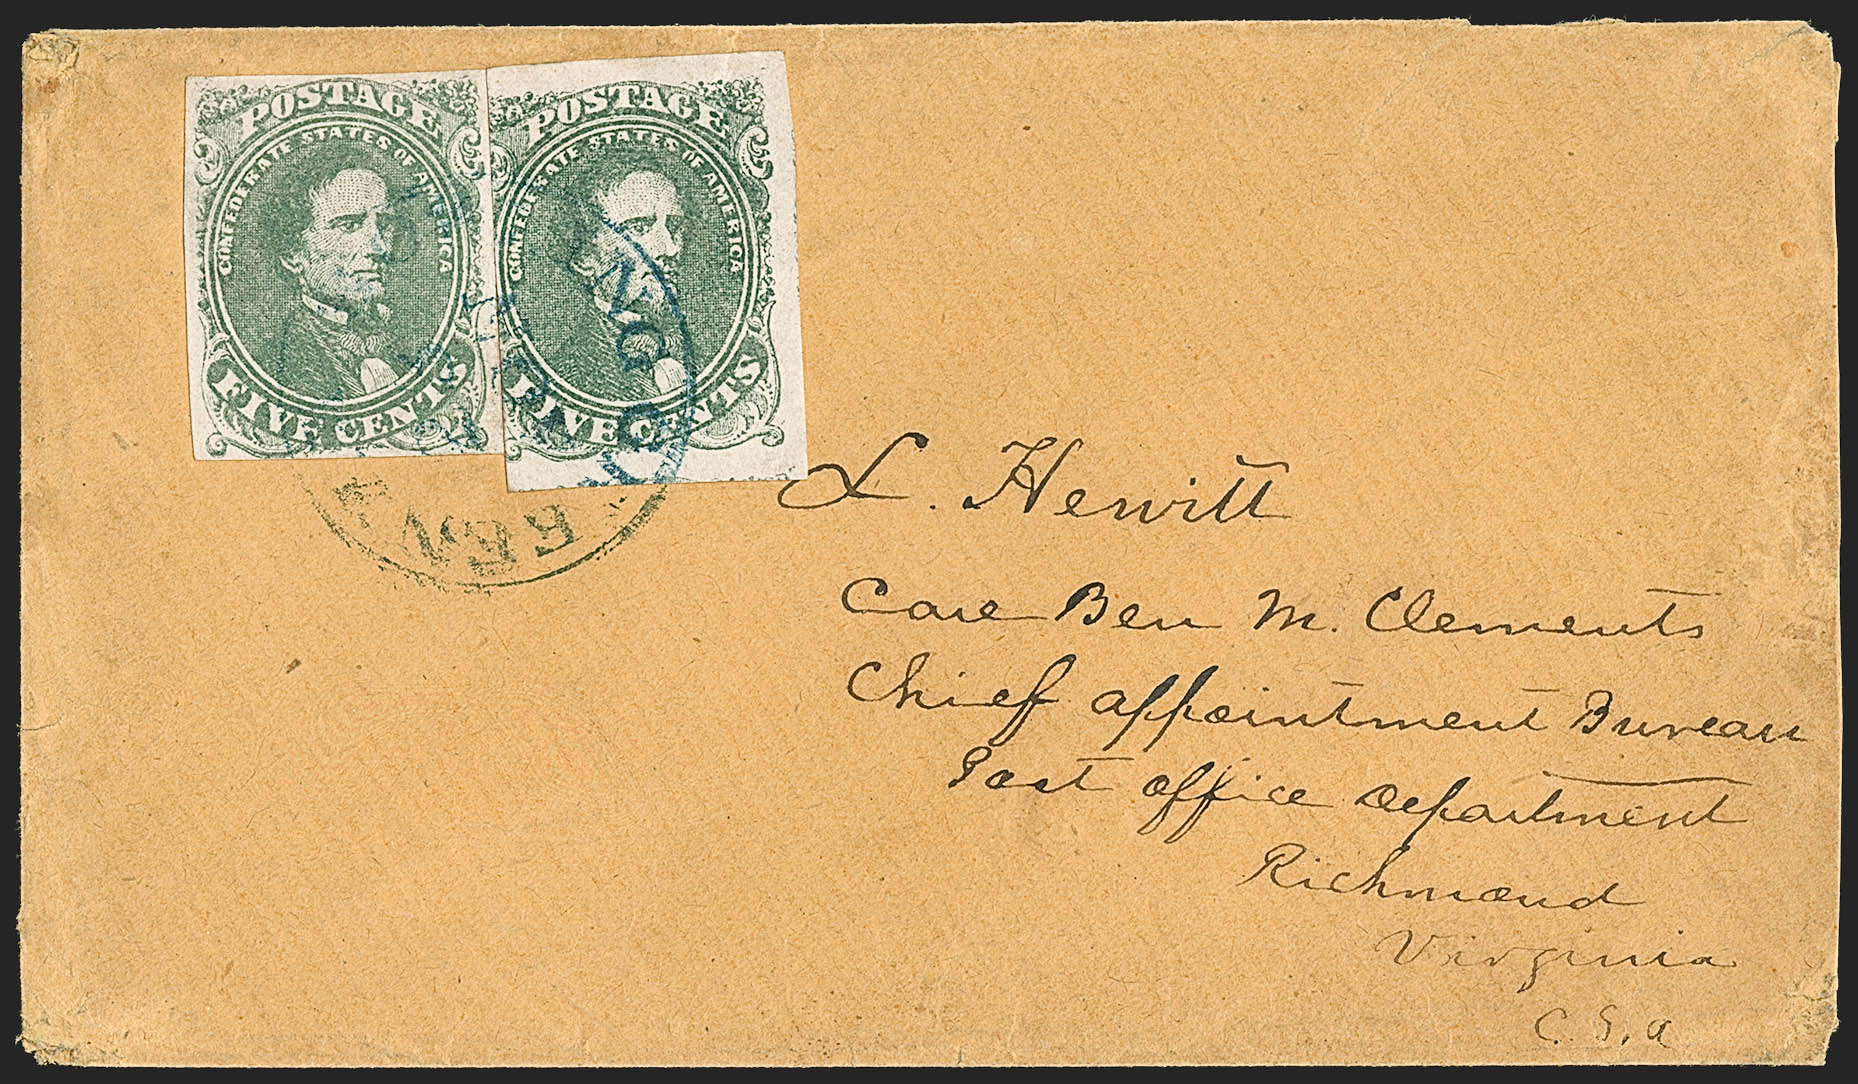 POSTAGE
CONFEDERATE STATES OF AMERICA
FIVE CENTS
POSTAGE
CONFEDERATE STATES OF AMERICA
FIVE CENTS
L. Hewitt
Care Ben M. Clements
Chief appointment Bureau
Post office Department
Richmond
Virginia
C. S. a